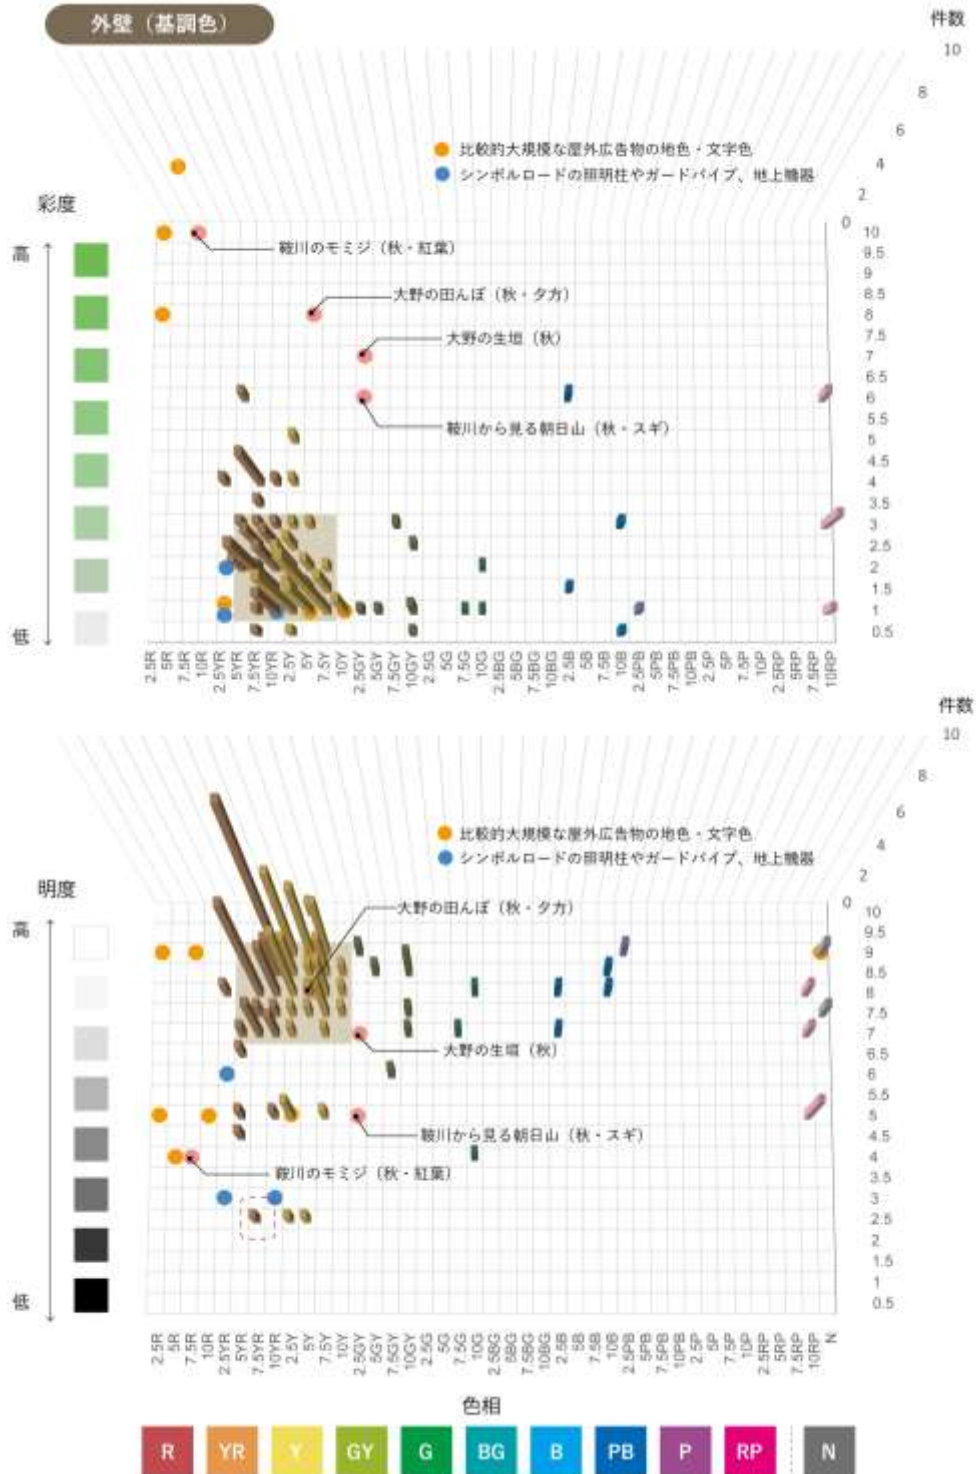 外壁（基調色）
件数
10
8
6
4
2
0
比較的大規模な屋外広告物の地色・文字色
シンボルロードの照明柱やガードパイプ、地上機器
彩度
高
低
鞍川のモミジ（秋・紅葉）
大野の田んぼ（秋・夕方）
大野の生垣（秋）
鞍川から見る朝日山（秋・スギ）
10
9.5
9
8.5
8
7.5
7
6.5
6
5.5
5
4.5
4
3.5
3
2.5
2
1.5
1
0.5
2.5R 5R 7.5R 10R 2.5YR 5YR 7.5YR 10YR 2.5Y 5Y 7.5Y 10Y 2.5GY 5GY 7.5GY 10GY 2.5G 5G 7.5G 10G 2.5BG 5BG 7.5BG 10BG 2.5B 5B 7.5B 10B 2.5PB 5PB 7.5PB 10PB 2.5P 5P 7.5P 10P 2.5RP 5RP 7.5RP 10RP
件数
10
8
6
4
2
0
比較的大規模な屋外広告物の地色・文字色
シンボルロードの照明柱やガードパイプ、地上機器
明度
高
低
大野の田んぼ（秋・夕方）
大野の生垣（秋）
鞍川から見る朝日山（秋・スギ）
鞍川のモミジ（秋・紅葉）
10
9.5
9
8.5
8
7.5
7
6.5
6
5.5
5
4.5
4
3.5
3
2.5
2
1.5
1
0.5
2.5R 5R 7.5R 10R 2.5YR 5YR 7.5YR 10YR 2.5Y 5Y 7.5Y 10Y 2.5GY 5GY 7.5GY 10GY 2.5G 5G 7.5G 10G 2.5BG 5BG 7.5BG 10BG 2.5B 5B 7.5B 10B 2.5PB 5PB 7.5PB 10PB 2.5P 5P 7.5P 10P 2.5RP 5RP 7.5RP 10RP N
色相
R YR Y GY G BG B PB P RP N